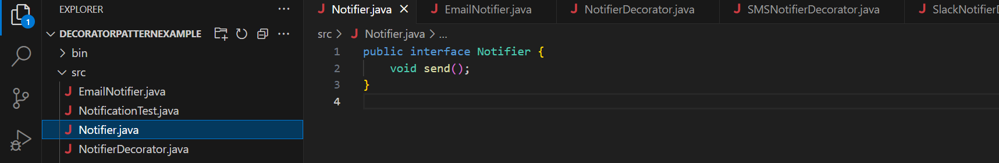 EXPLORER
DECORATORPATTERNEXAMPLE
bin
src
EmailNotifier.java
NotificationTest.java
Notifier.java
NotifierDecorator.java
1
Notifier.java
EmailNotifier.java
NotifierDecorator.java
SMSNotifierDecorator.java
SlackNotifierD
src > Notifier.java > ...
1 public interface Notifier {
2 void send();
3 }
4